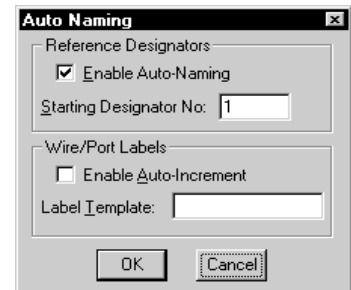 Auto Naming
Reference Designators
Enable Auto-Naming
Starting Designator No: 1
Wire/Port Labels
Enable Auto-Increment
Label Template:
OK Cancel